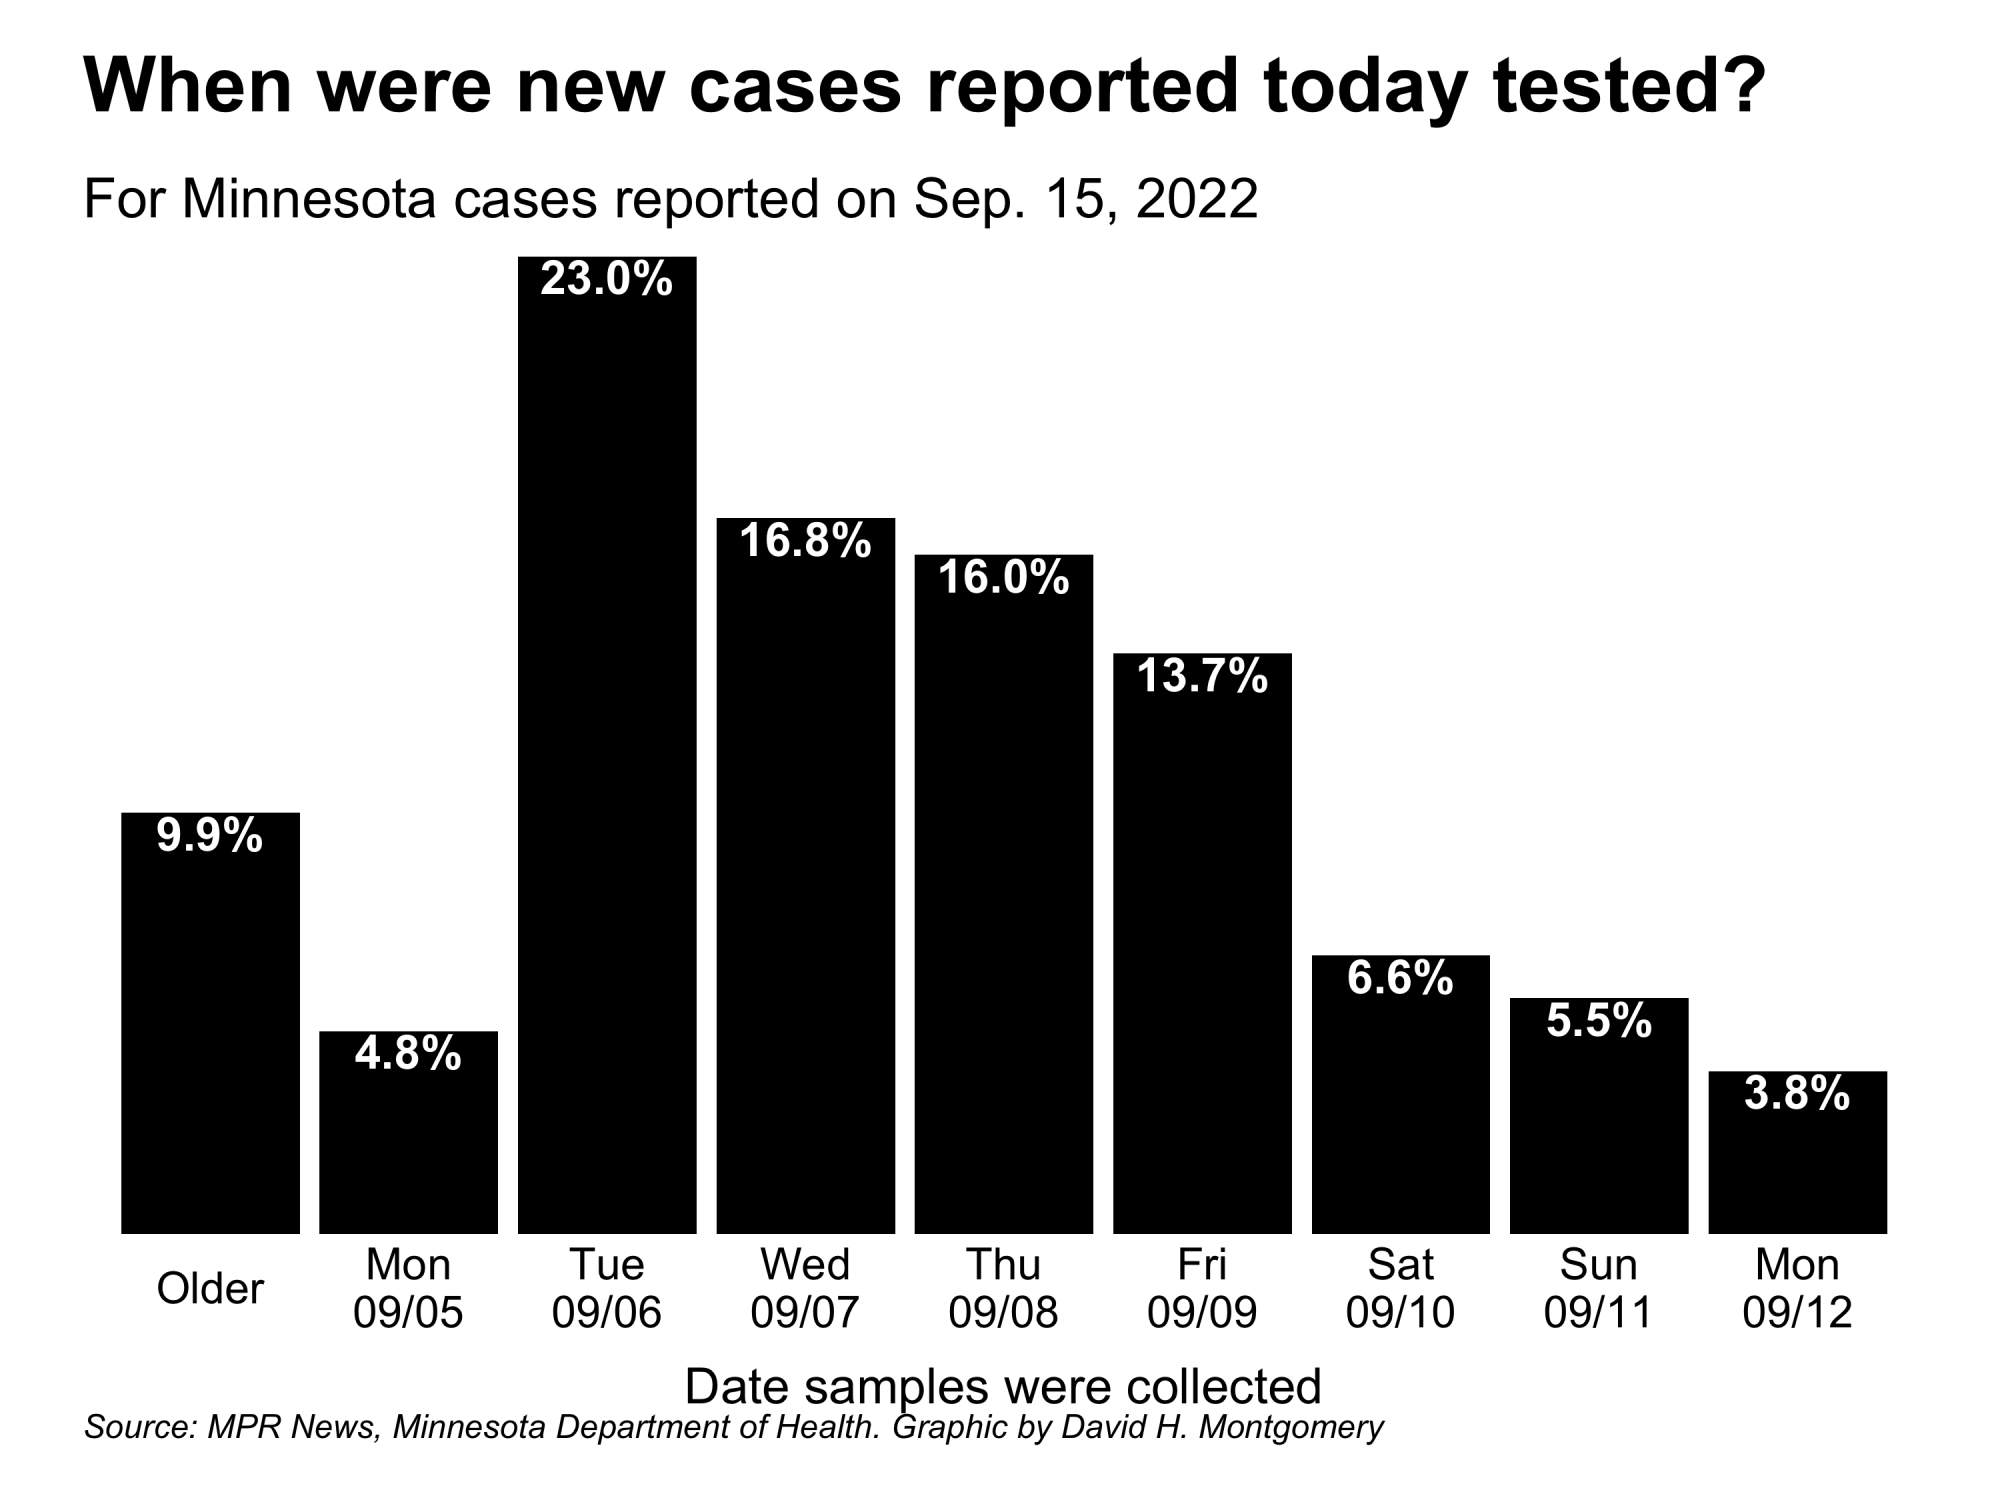 When were new cases reported today tested?
For Minnesota cases reported on Sep. 15, 2022
23.0%
16.8%
16.0%
13.7%
9.9%
6.6%
5.5%
4.8%
3.8%
Older
Mon
09/05
Tue
09/06
Wed
09/07
Thu
09/08
Fri
09/09
Sat
09/10
Sun
09/11
Mon
09/12
Date samples were collected
Source: MPR News, Minnesota Department of Health. Graphic by David H. Montgomery